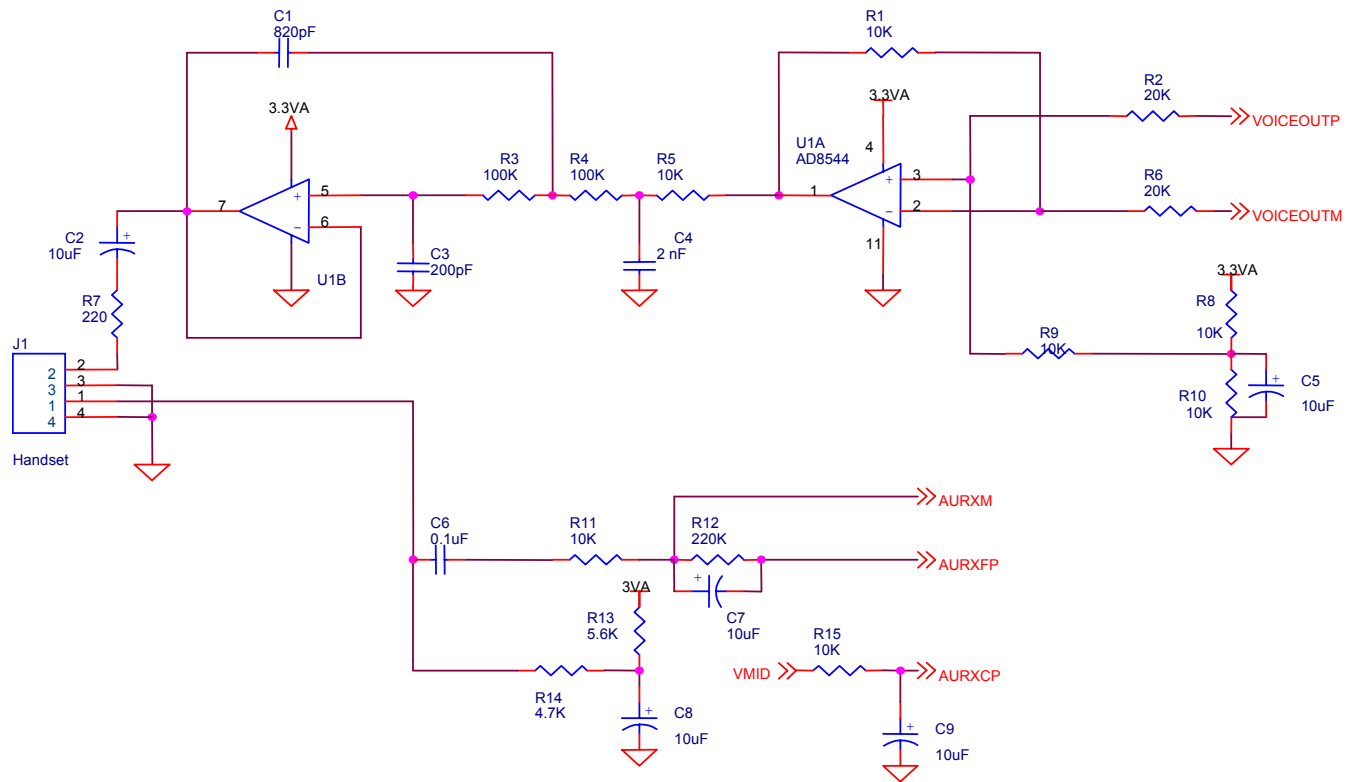 C1
820pF
R1
10K
R2
20K
3.3VA
3.3VA
VOICEOUTP
U1A
AD8544
4
R3
100K
R4
100K
R5
10K
5
7
6
+
−
1
3
2
+
−
11
R6
20K
VOICEOUTM
C2
10uF
+
U1B
C3
200pF
C4
2 nF
3.3VA
R8
10K
R7
220
R9
10K
J1
2
3
1
4
2
3
1
4
R10
10K
+
C5
10uF
Handset
AURXM
C6
0.1uF
R11
10K
R12
220K
AURXFP
3VA
+
C7
10uF
R13
5.6K
R15
10K
VMID
AURXCP
R14
4.7K
+
C8
10uF
+
C9
10uF